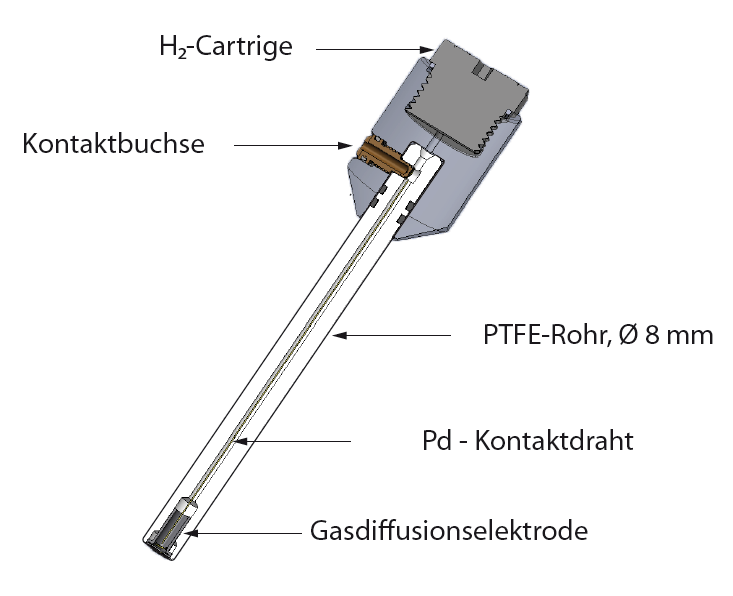 H₂-Cartrige
Kontaktbuchse
PTFE-Rohr, Ø 8 mm
Pd - Kontaktdraht
Gasdiffusionselektrode